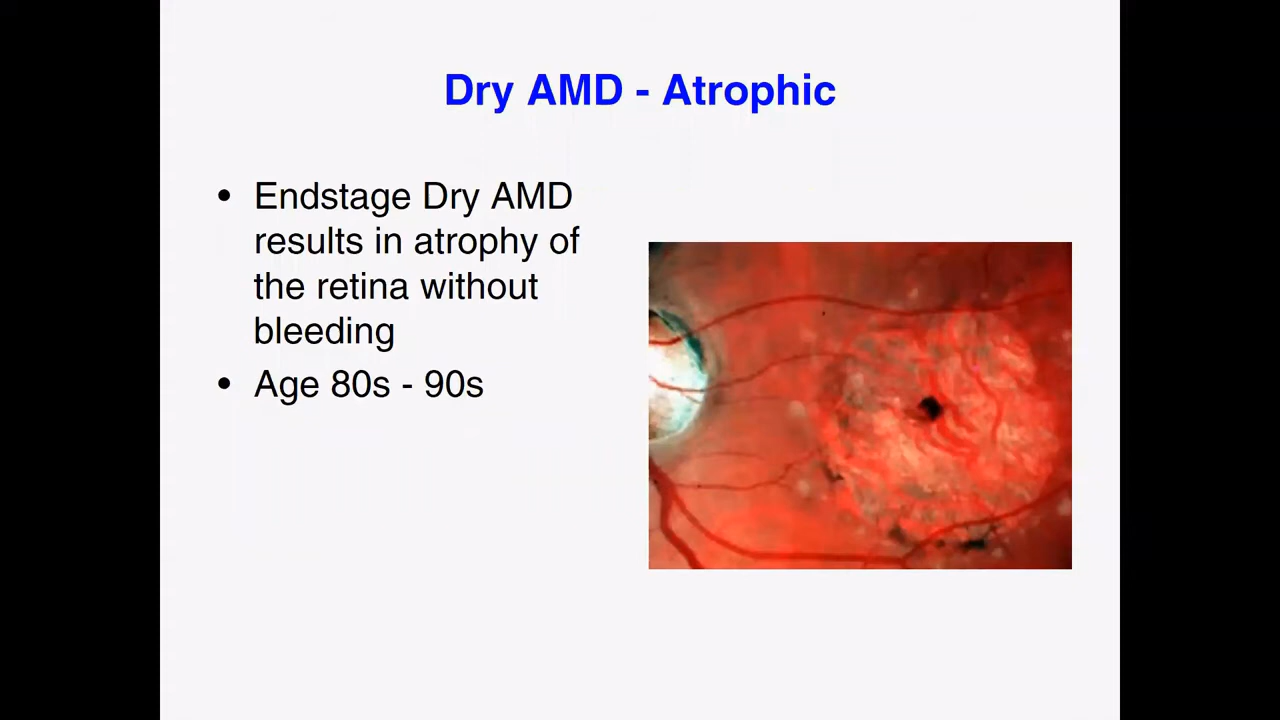 Dry AMD - Atrophic
• Endstage Dry AMD
results in atrophy of
the retina without
bleeding
• Age 80s - 90s